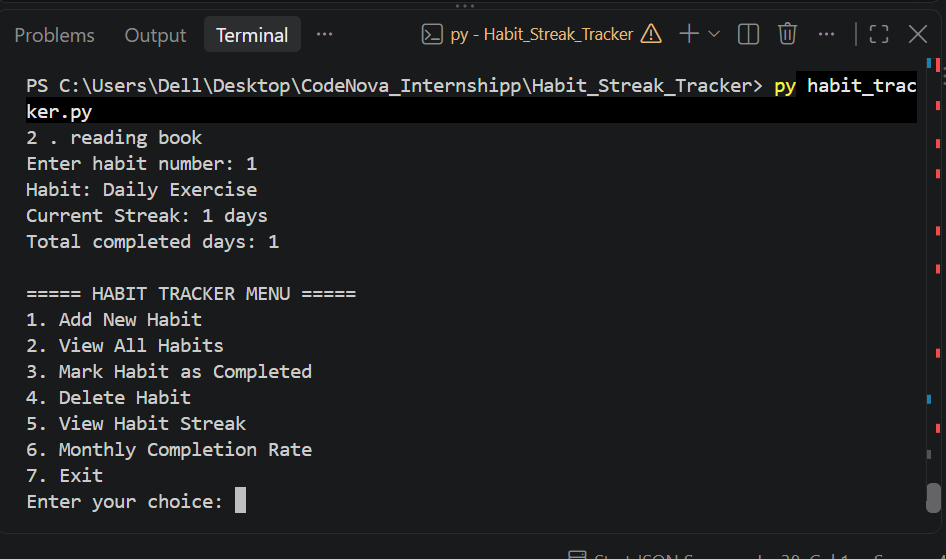 Problems Output Terminal ··· py - Habit_Streak_Tracker
PS C:\Users\Dell\Desktop\CodeNova_Internshipp\Habit_Streak_Tracker> py habit_trac
ker.py
2 . reading book
Enter habit number: 1
Habit: Daily Exercise
Current Streak: 1 days
Total completed days: 1
===== HABIT TRACKER MENU =====
1. Add New Habit
2. View All Habits
3. Mark Habit as Completed
4. Delete Habit
5. View Habit Streak
6. Monthly Completion Rate
7. Exit
Enter your choice: